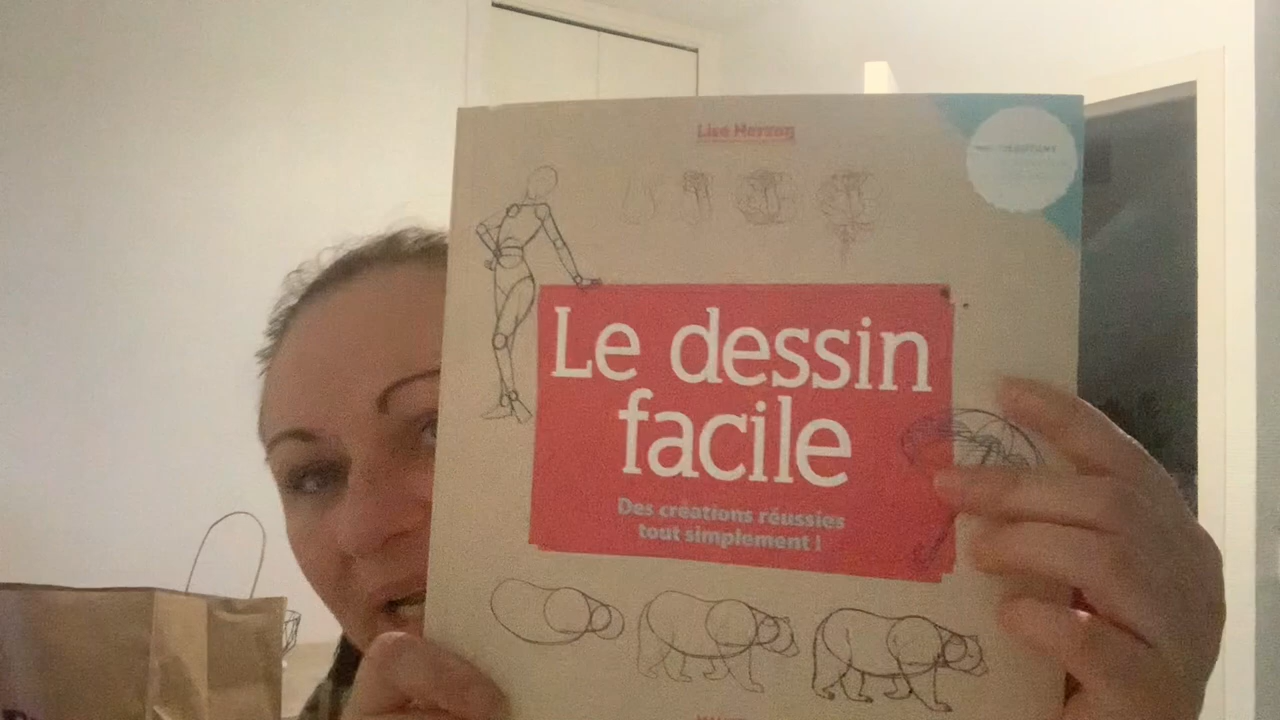 Lise Herzog
Le dessin
facile
Des créations réussies
tout simplement !